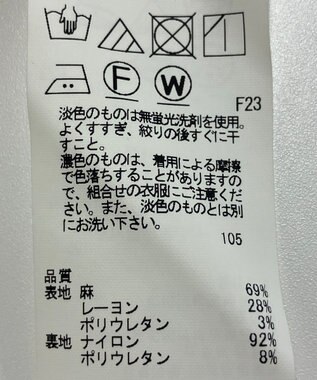 F
W
F23
淡色のものは無蛍光洗剤を使用。
よくすすぎ、絞りの後すぐに干
すこと。
濃色のものは、着用による摩擦
で色落ちすることがありますの
で、組合せの衣服にご注意くだ
さい。また、淡色のものとは別
にお洗い下さい。
105
品質
表地 麻 69%
レーヨン 28%
ポリウレタン 3%
裏地 ナイロン 92%
ポリウレタン 8%